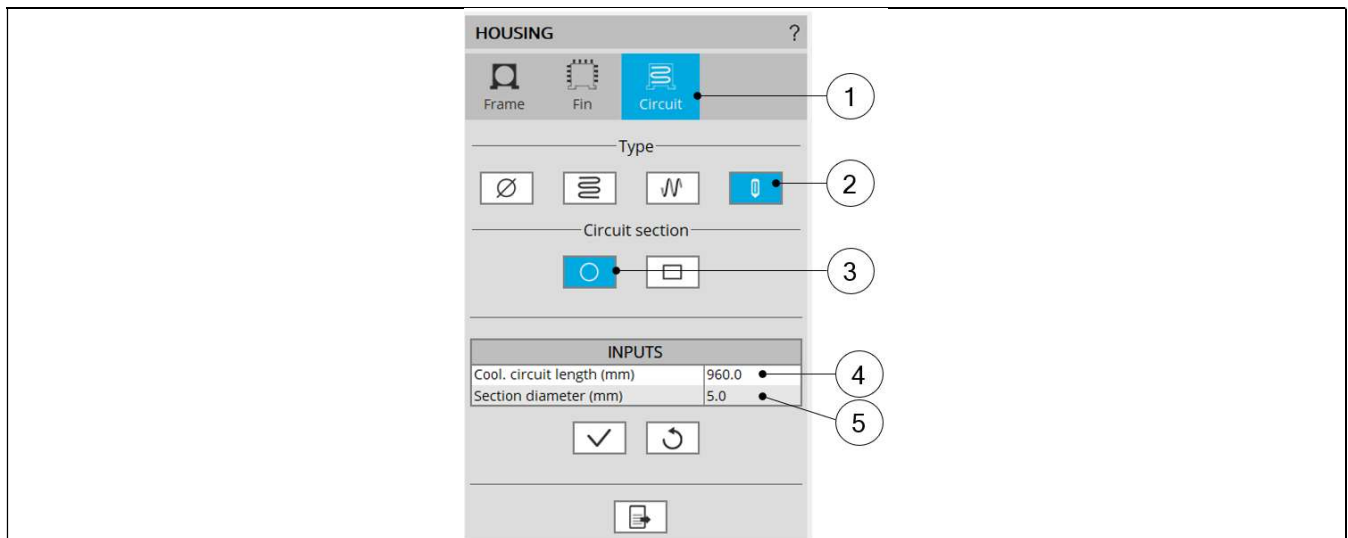 HOUSING ?
Frame Fin Circuit
1
Type
2
Circuit section
3
INPUTS
Cool. circuit length (mm) 960.0
4
Section diameter (mm) 5.0
5